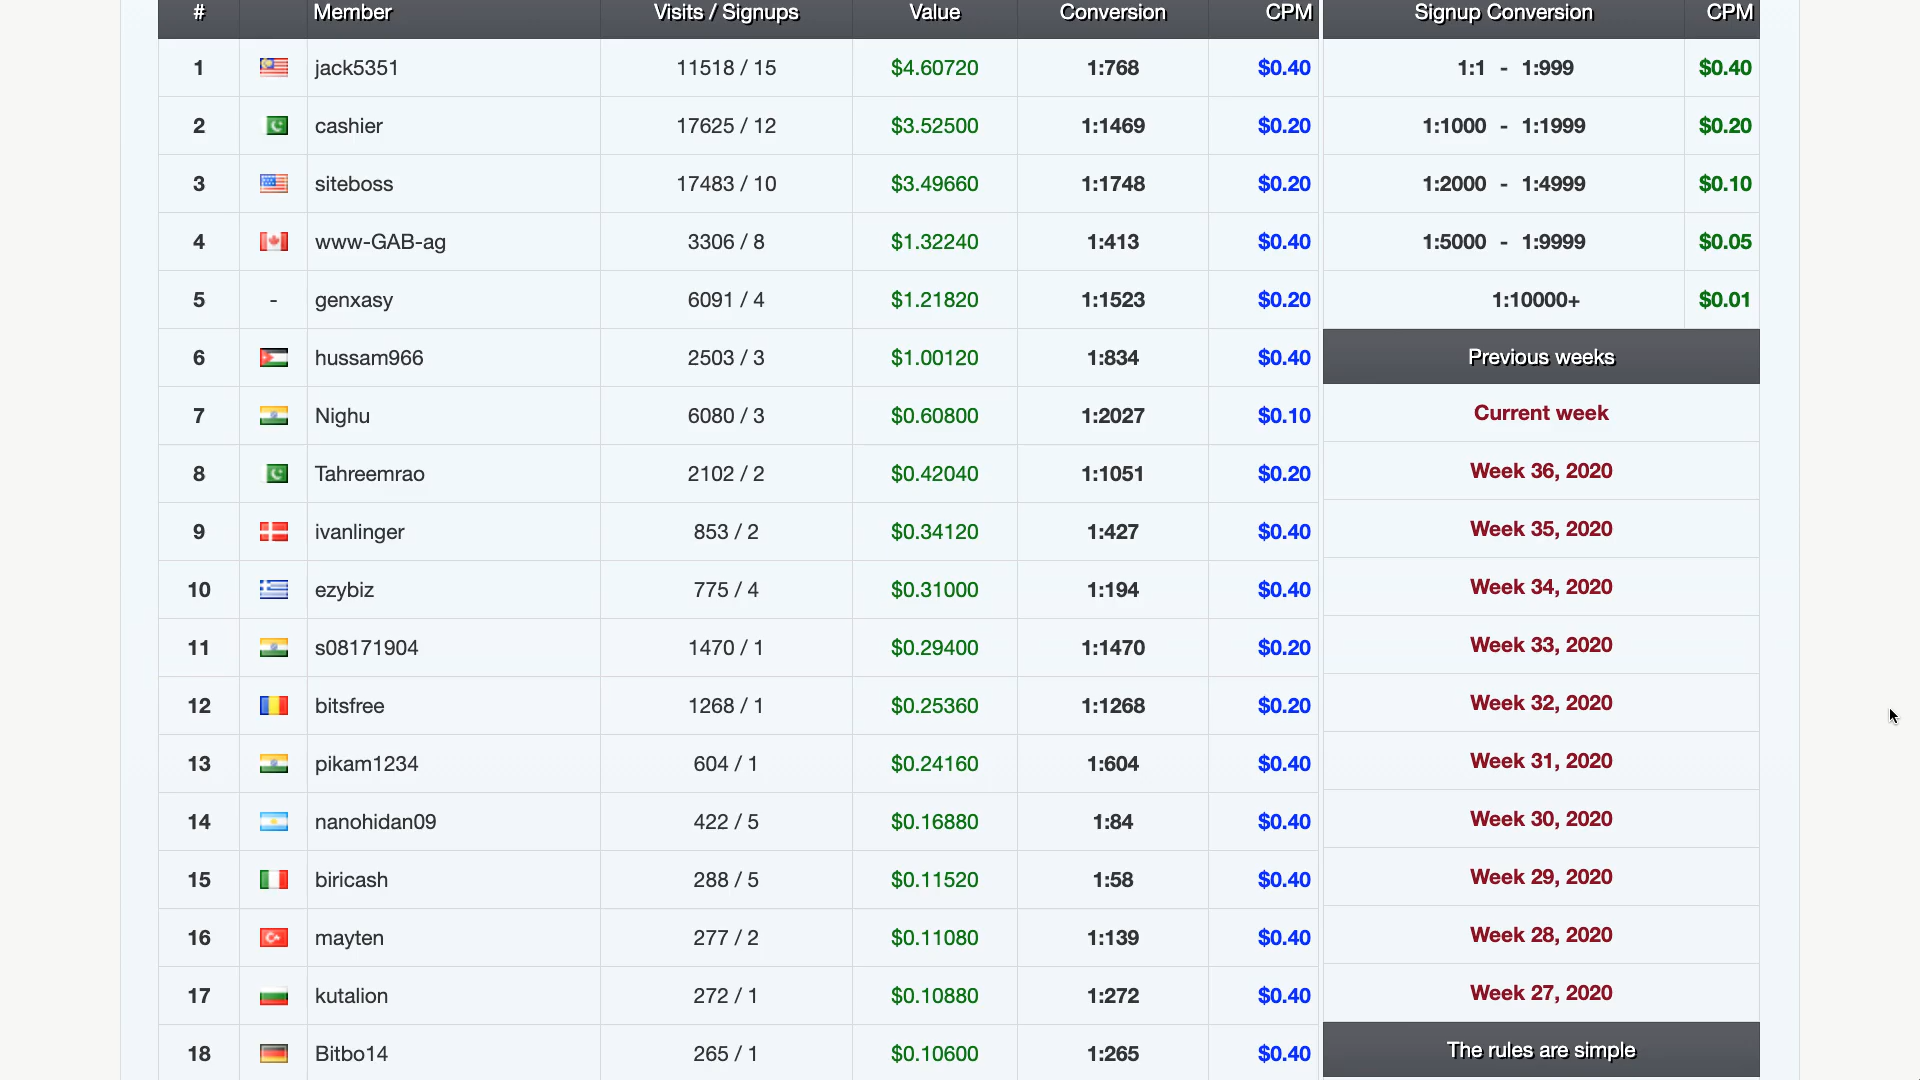 # Member Visits / Signups Value Conversion CPM
1 jack5351 11518 / 15 $4.60720 1:768 $0.40
2 cashier 17625 / 12 $3.52500 1:1469 $0.20
3 siteboss 17483 / 10 $3.49660 1:1748 $0.20
4 www-GAB-ag 3306 / 8 $1.32240 1:413 $0.40
5 - genxasy 6091 / 4 $1.21820 1:1523 $0.20
6 hussam966 2503 / 3 $1.00120 1:834 $0.40
7 Nighu 6080 / 3 $0.60800 1:2027 $0.10
8 Tahreemrao 2102 / 2 $0.42040 1:1051 $0.20
9 ivanlinger 853 / 2 $0.34120 1:427 $0.40
10 ezybiz 775 / 4 $0.31000 1:194 $0.40
11 s08171904 1470 / 1 $0.29400 1:1470 $0.20
12 bitsfree 1268 / 1 $0.25360 1:1268 $0.20
13 pikam1234 604 / 1 $0.24160 1:604 $0.40
14 nanohidan09 422 / 5 $0.16880 1:84 $0.40
15 biricash 288 / 5 $0.11520 1:58 $0.40
16 mayten 277 / 2 $0.11080 1:139 $0.40
17 kutalion 272 / 1 $0.10880 1:272 $0.40
18 Bitbo14 265 / 1 $0.10600 1:265 $0.40
Signup Conversion CPM
1:1 - 1:999 $0.40
1:1000 - 1:1999 $0.20
1:2000 - 1:4999 $0.10
1:5000 - 1:9999 $0.05
1:10000+ $0.01
Previous weeks
Current week
Week 36, 2020
Week 35, 2020
Week 34, 2020
Week 33, 2020
Week 32, 2020
Week 31, 2020
Week 30, 2020
Week 29, 2020
Week 28, 2020
Week 27, 2020
The rules are simple